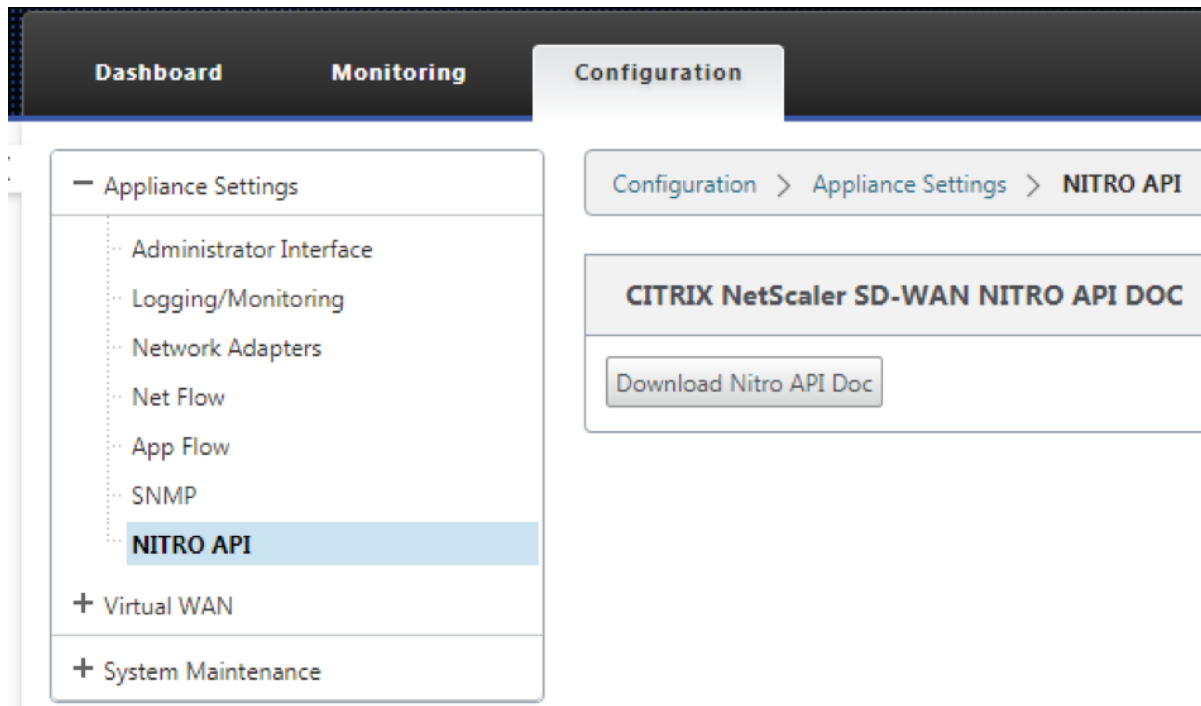 Dashboard Monitoring Configuration
Appliance Settings
Administrator Interface
Logging/Monitoring
Network Adapters
Net Flow
App Flow
SNMP
NITRO API
Virtual WAN
System Maintenance
Configuration > Appliance Settings > NITRO API
CITRIX NetScaler SD-WAN NITRO API DOC
Download Nitro API Doc